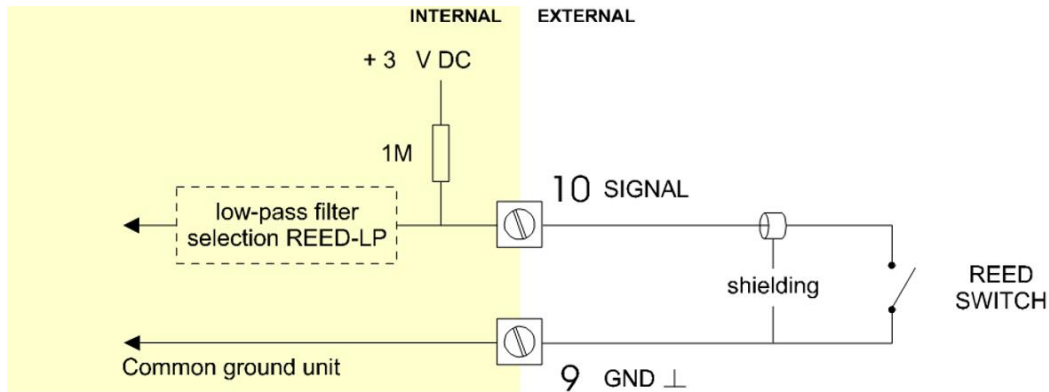 INTERNAL EXTERNAL
+ 3 V DC
1M
10 SIGNAL
low-pass filter
selection REED-LP
shielding
REED
SWITCH
Common ground unit
9 GND ⊥